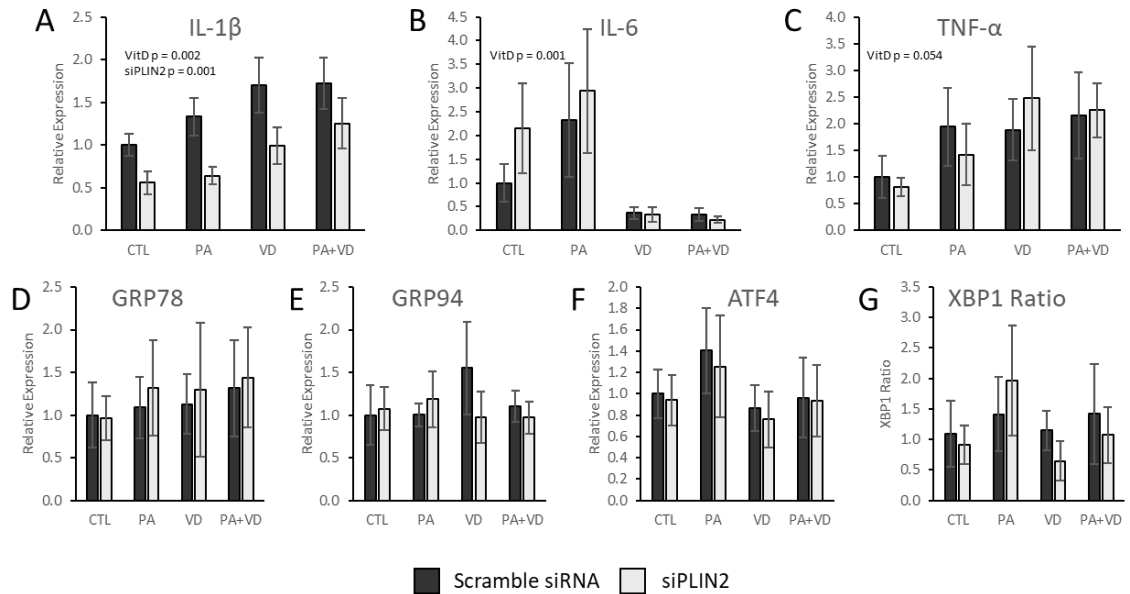 A
IL-1β
VitD p = 0.002
siPLIN2 p = 0.001
Relative Expression
2.5
2.0
1.5
1.0
0.5
0.0
CTL PA VD PA+VD
B
IL-6
VitD p = 0.001
Relative Expression
4.5
4.0
3.5
3.0
2.5
2.0
1.5
1.0
0.5
0.0
CTL PA VD PA+VD
C
TNF-α
VitD p = 0.054
Relative Expression
4.0
3.5
3.0
2.5
2.0
1.5
1.0
0.5
0.0
CTL PA VD PA+VD
D
GRP78
Relative Expression
2.5
2.0
1.5
1.0
0.5
0.0
CTL PA VD PA+VD
E
GRP94
Relative Expression
2.5
2.0
1.5
1.0
0.5
0.0
CTL PA VD PA+VD
F
ATF4
Relative Expression
2.0
1.8
1.6
1.4
1.2
1.0
0.8
0.6
0.4
0.2
0.0
CTL PA VD PA+VD
G
XBP1 Ratio
XBP1 Ratio
3.5
3.0
2.5
2.0
1.5
1.0
0.5
0.0
CTL PA VD PA+VD
Scramble siRNA siPLIN2